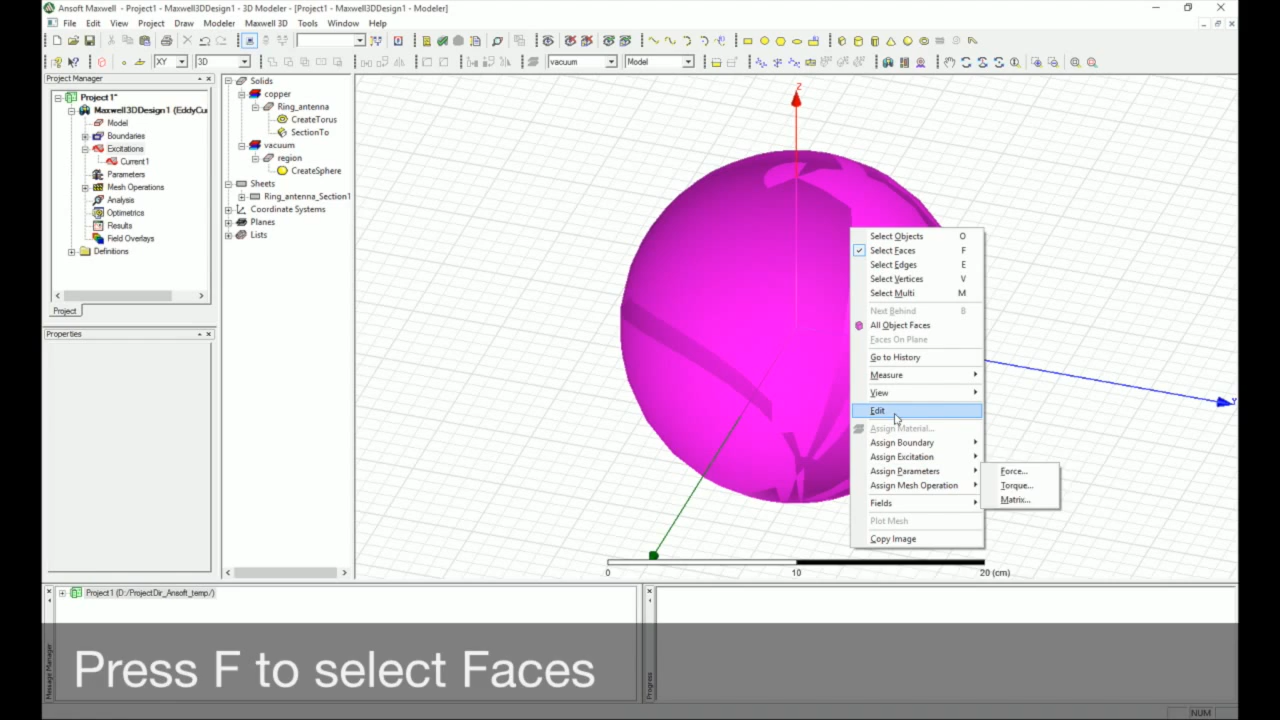 Ansoft Maxwell - Project1 - Maxwell3DDesign1 - 3D Modeler - [Project1 - Maxwell3DDesign1 - Modeler]
File Edit View Project Draw Modeler Maxwell 3D Tools Window Help
XY 3D vacuum Model
Project Manager
Project1*
Maxwell3DDesign1 (EddyCur
Model
Boundaries
Excitations
Current1
Parameters
Mesh Operations
Analysis
Optimetrics
Results
Field Overlays
Definitions
Project
Properties
Solids
copper
Ring_antenna
CreateTorus
SectionTo
vacuum
region
CreateSphere
Sheets
Ring_antenna_Section1
Coordinate Systems
Planes
Lists
Z
Select Objects O
Select Faces F
Select Edges E
Select Vertices V
Select Multi M
Next Behind B
All Object Faces
Faces On Plane
Go to History
Measure
View
Edit
Assign Material...
Assign Boundary
Assign Excitation
Assign Parameters
Assign Mesh Operation
Fields
Plot Mesh
Copy Image
Force...
Torque...
Matrix...
Y
0 10 20 (cm)
Project1 (D:/ProjectDir_Ansoft_temp/)
Message Manager
Progress
Press F to select Faces
NUM